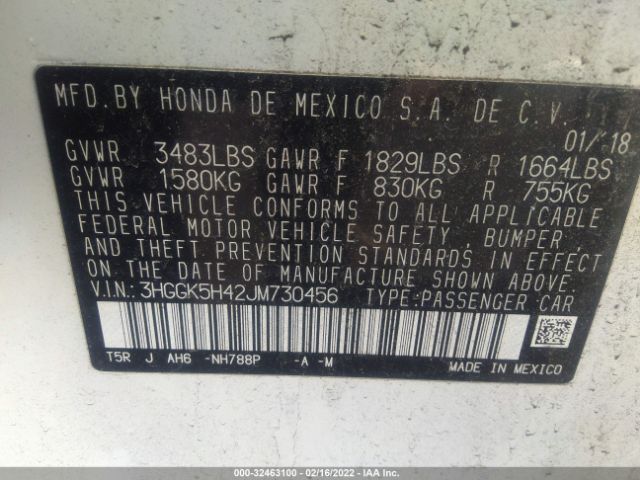 MFD. BY HONDA DE MEXICO S.A. DE C.V.
01/18
GVWR 3483LBS GAWR F 1829LBS R 1664LBS
GVWR 1580KG GAWR F 830KG R 755KG
THIS VEHICLE CONFORMS TO ALL APPLICABLE
FEDERAL MOTOR VEHICLE SAFETY, BUMPER,
AND THEFT PREVENTION STANDARDS IN EFFECT
ON THE DATE OF MANUFACTURE SHOWN ABOVE
V.I.N.: 3HGGK5H42JM730456 TYPE:PASSENGER CAR
T5R J AH6 -NH788P -A -M
MADE IN MEXICO
000-32463100 - 02/16/2022 - IAA Inc.